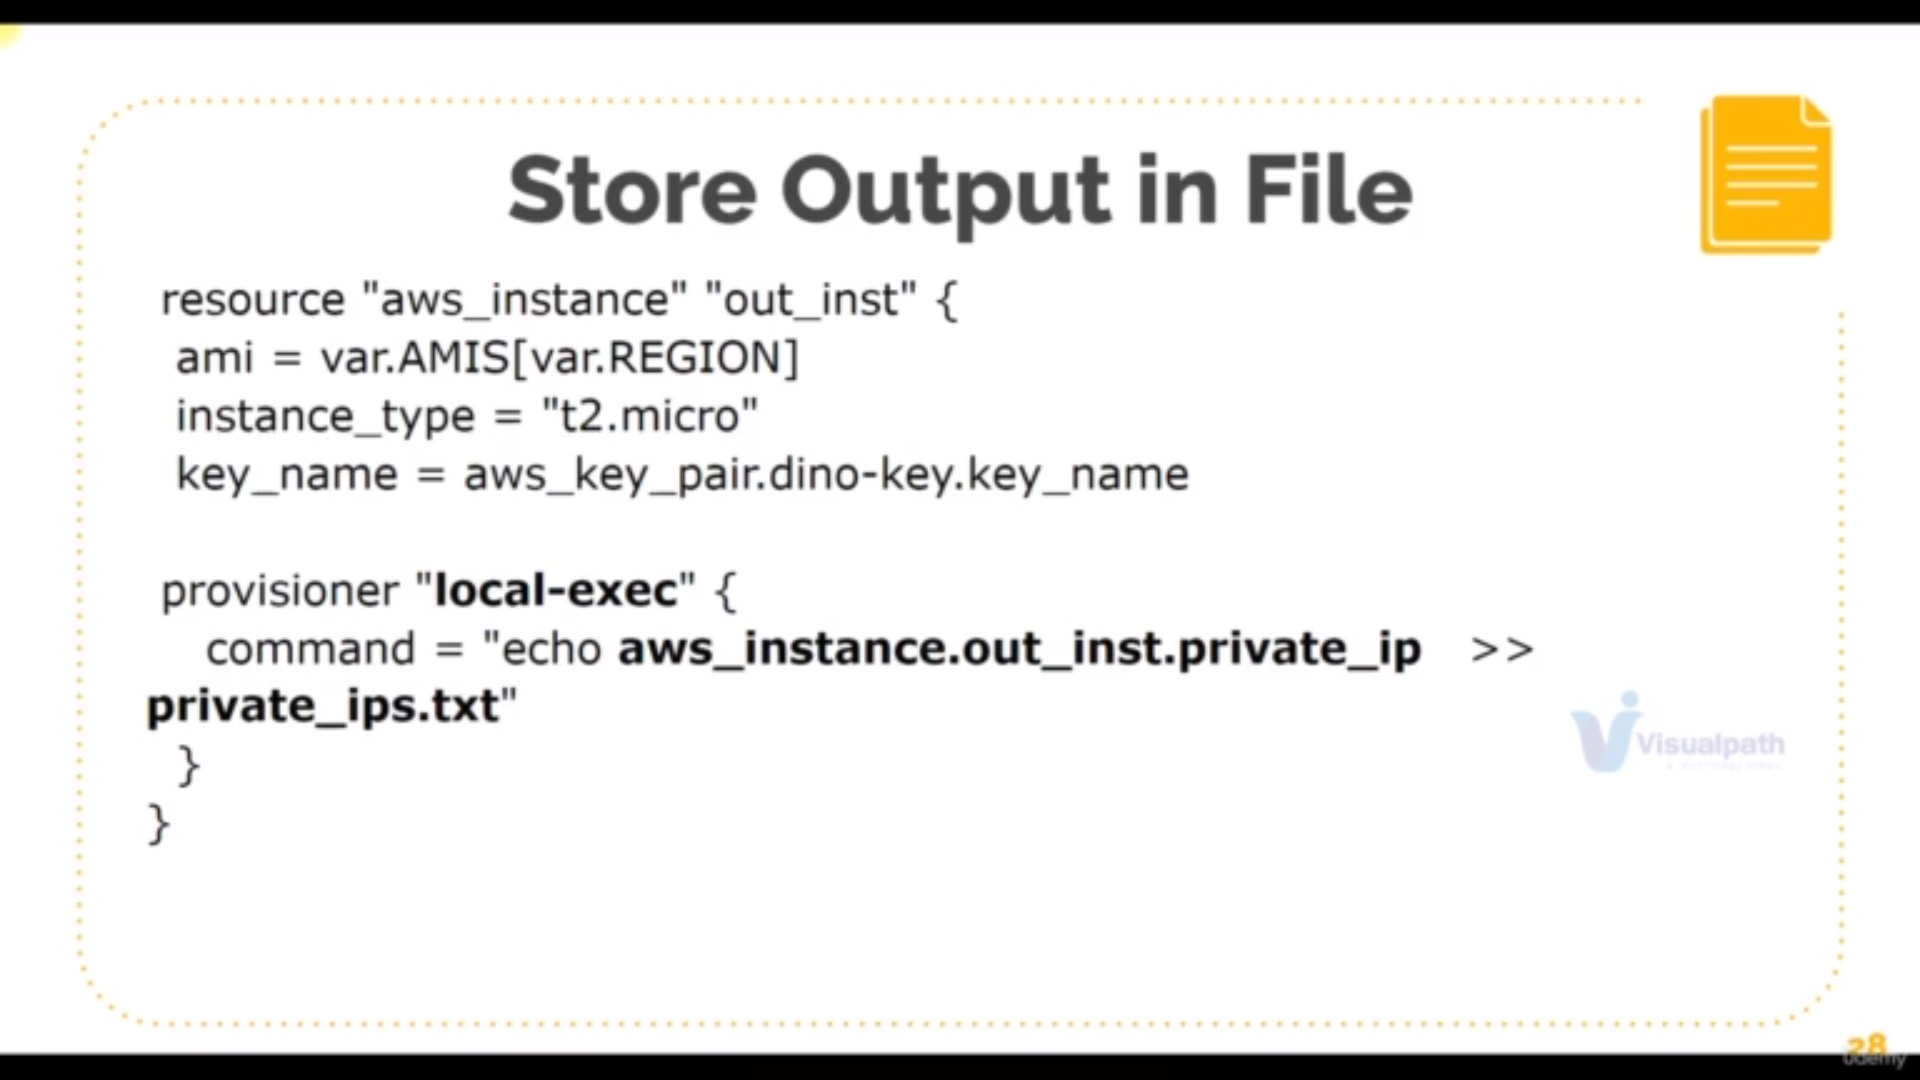 Store Output in File
resource "aws_instance" "out_inst" {
ami = var.AMIS[var.REGION]
instance_type = "t2.micro"
key_name = aws_key_pair.dino-key.key_name
provisioner "local-exec" {
command = "echo aws_instance.out_inst.private_ip >>
private_ips.txt"
}
}
Visualpath
28
udemy